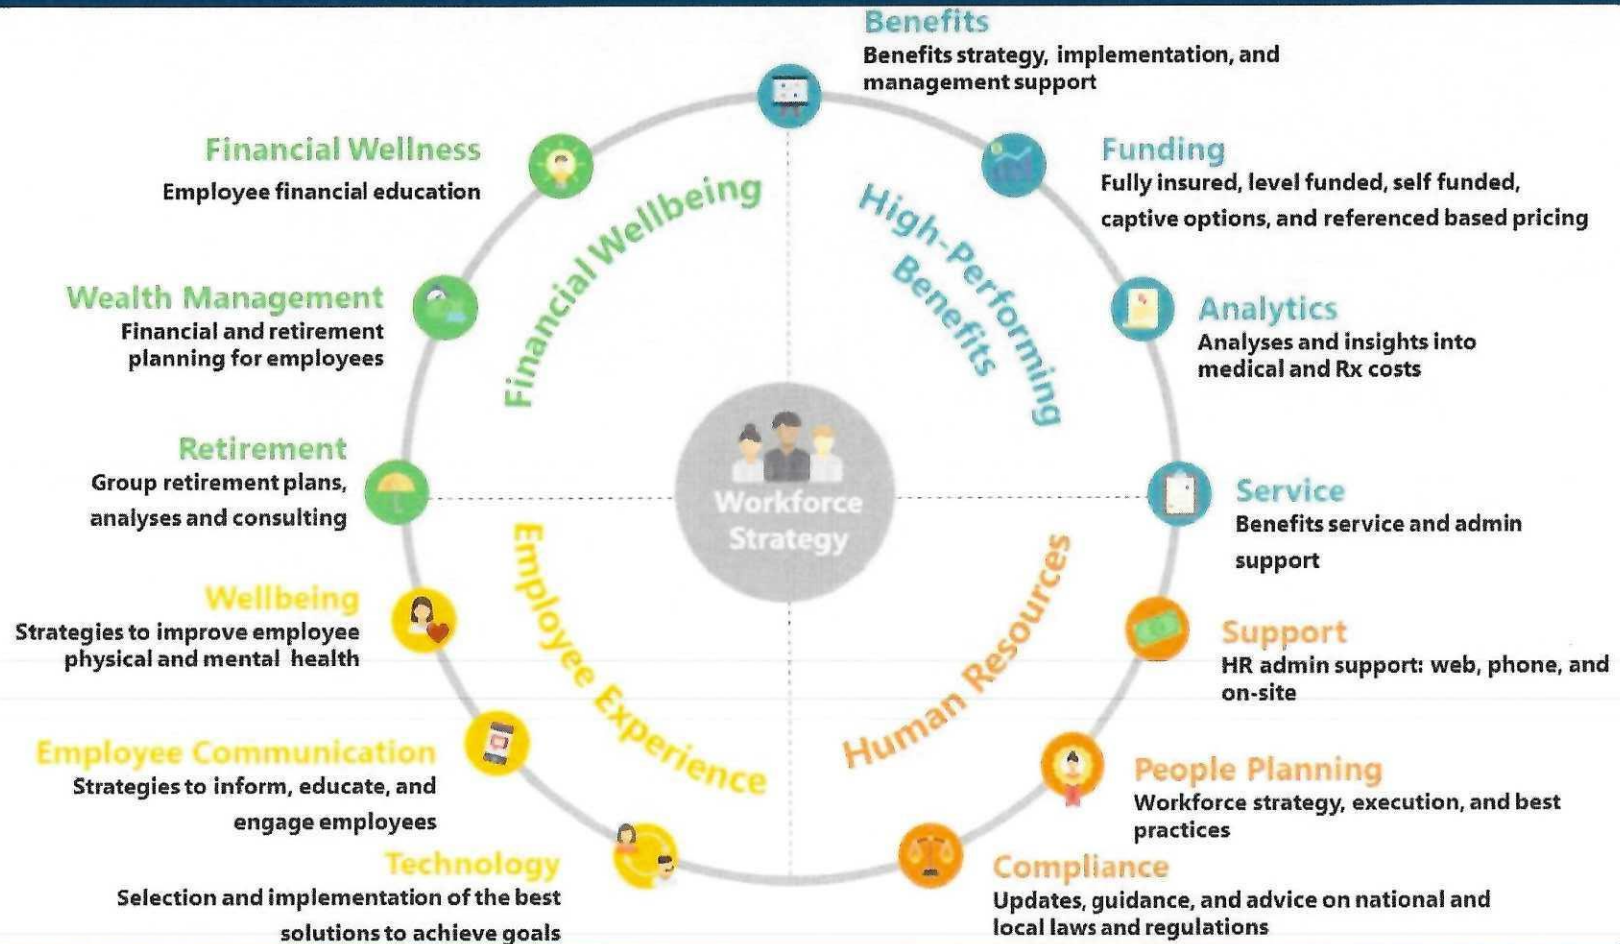 Benefits
Benefits strategy, implementation, and
management support
Funding
Fully insured, level funded, self funded,
captive options, and referenced based pricing
Analytics
Analyses and insights into
medical and Rx costs
Service
Benefits service and admin
support
Support
HR admin support: web, phone, and
on-site
People Planning
Workforce strategy, execution, and best
practices
Compliance
Updates, guidance, and advice on national and
local laws and regulations
Technology
Selection and implementation of the best
solutions to achieve goals
Employee Communication
Strategies to inform, educate, and
engage employees
Wellbeing
Strategies to improve employee
physical and mental health
Retirement
Group retirement plans,
analyses and consulting
Wealth Management
Financial and retirement
planning for employees
Financial Wellness
Employee financial education
Financial Wellbeing
High-Performing
Benefits
Human Resources
Employee Experience
Workforce
Strategy